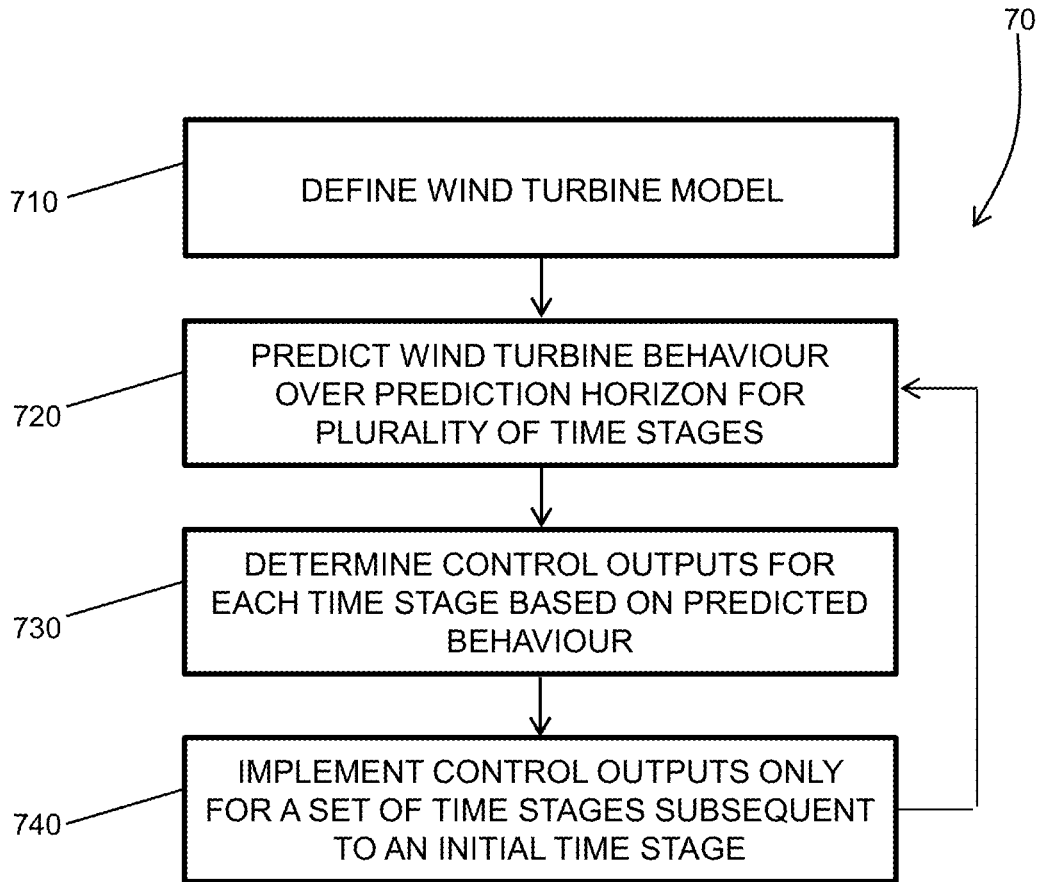 70
710
DEFINE WIND TURBINE MODEL
720
PREDICT WIND TURBINE BEHAVIOUR
OVER PREDICTION HORIZON FOR
PLURALITY OF TIME STAGES
730
DETERMINE CONTROL OUTPUTS FOR
EACH TIME STAGE BASED ON PREDICTED
BEHAVIOUR
740
IMPLEMENT CONTROL OUTPUTS ONLY
FOR A SET OF TIME STAGES SUBSEQUENT
TO AN INITIAL TIME STAGE